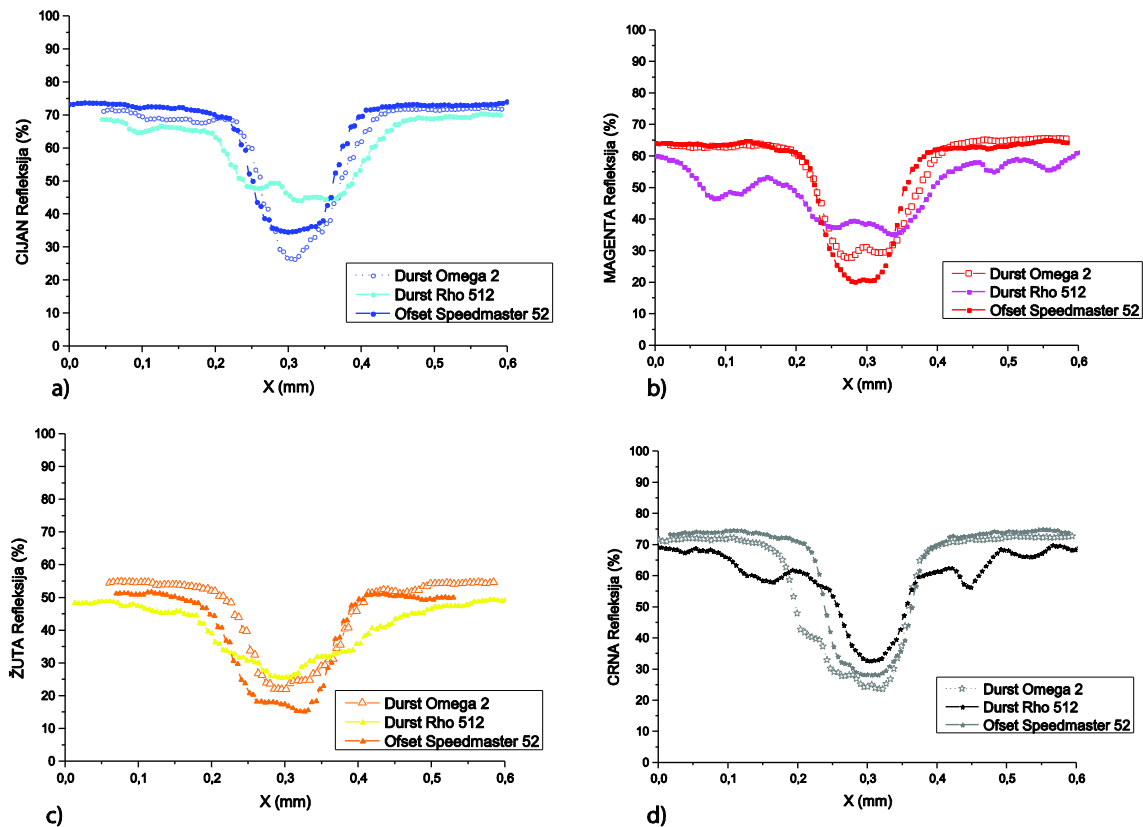 CIJAN Refleksija (%)
100
90
80
70
60
50
40
30
20
10
0
Durst Omega 2
Durst Rho 512
Ofset Speedmaster 52
0,0 0,1 0,2 0,3 0,4 0,5 0,6
X (mm)
a)
MAGENTA Refleksija (%)
100
90
80
70
60
50
40
30
20
10
0
Durst Omega 2
Durst Rho 512
Ofset Speedmaster 52
0,0 0,1 0,2 0,3 0,4 0,5 0,6
X (mm)
b)
ŽUTA Refleksija (%)
100
90
80
70
60
50
40
30
20
10
0
Durst Omega 2
Durst Rho 512
Ofset Speedmaster 52
0,0 0,1 0,2 0,3 0,4 0,5 0,6
X (mm)
c)
CRNA Refleksija (%)
100
90
80
70
60
50
40
30
20
10
0
Durst Omega 2
Durst Rho 512
Ofset Speedmaster 52
0,0 0,1 0,2 0,3 0,4 0,5 0,6
X (mm)
d)